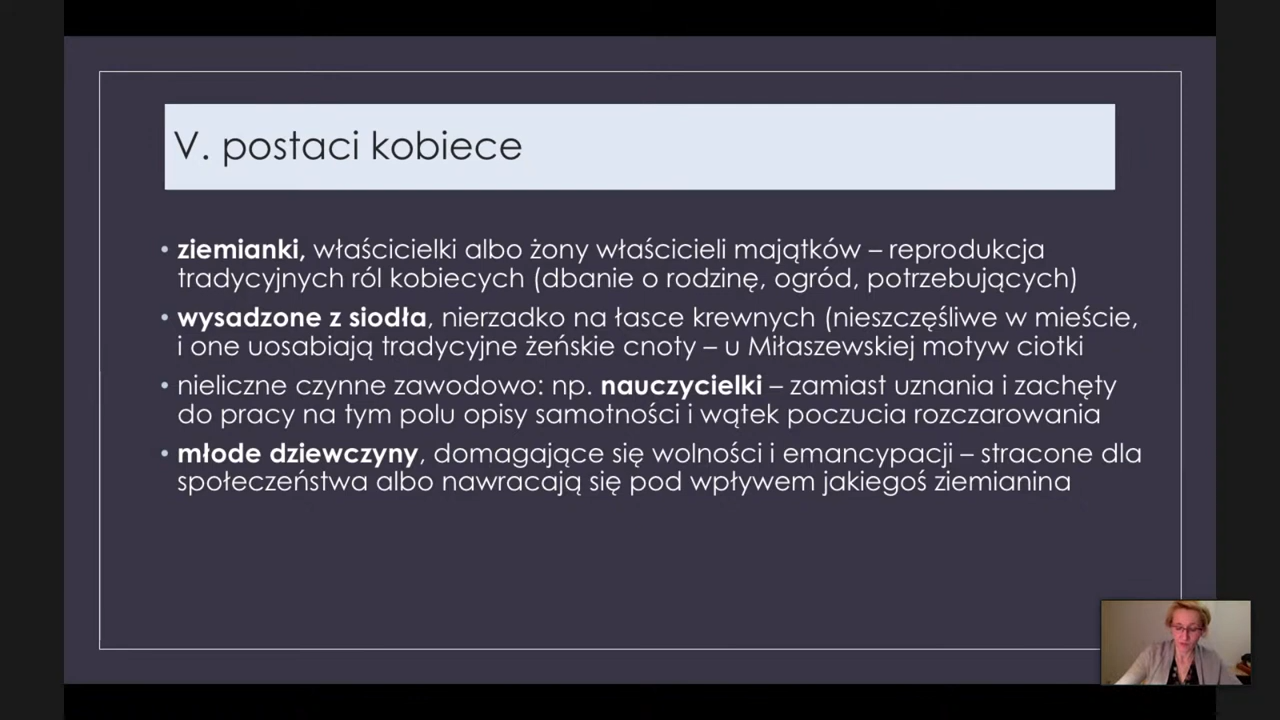 V. postaci kobiece
• ziemianki, właścicielki albo żony właścicieli majątków – reprodukcja
tradycyjnych ról kobiecych (dbanie o rodzinę, ogród, potrzebujących)
• wysadzone z siodła, nierzadko na łasce krewnych (nieszczęśliwe w mieście,
i one uosabiają tradycyjne żeńskie cnoty – u Miłaszewskiej motyw ciotki
• nieliczne czynne zawodowo: np. nauczycielki – zamiast uznania i zachęty
do pracy na tym polu opisy samotności i wątek poczucia rozczarowania
• młode dziewczyny, domagające się wolności i emancypacji – stracone dla
społeczeństwa albo nawracają się pod wpływem jakiegoś ziemianina